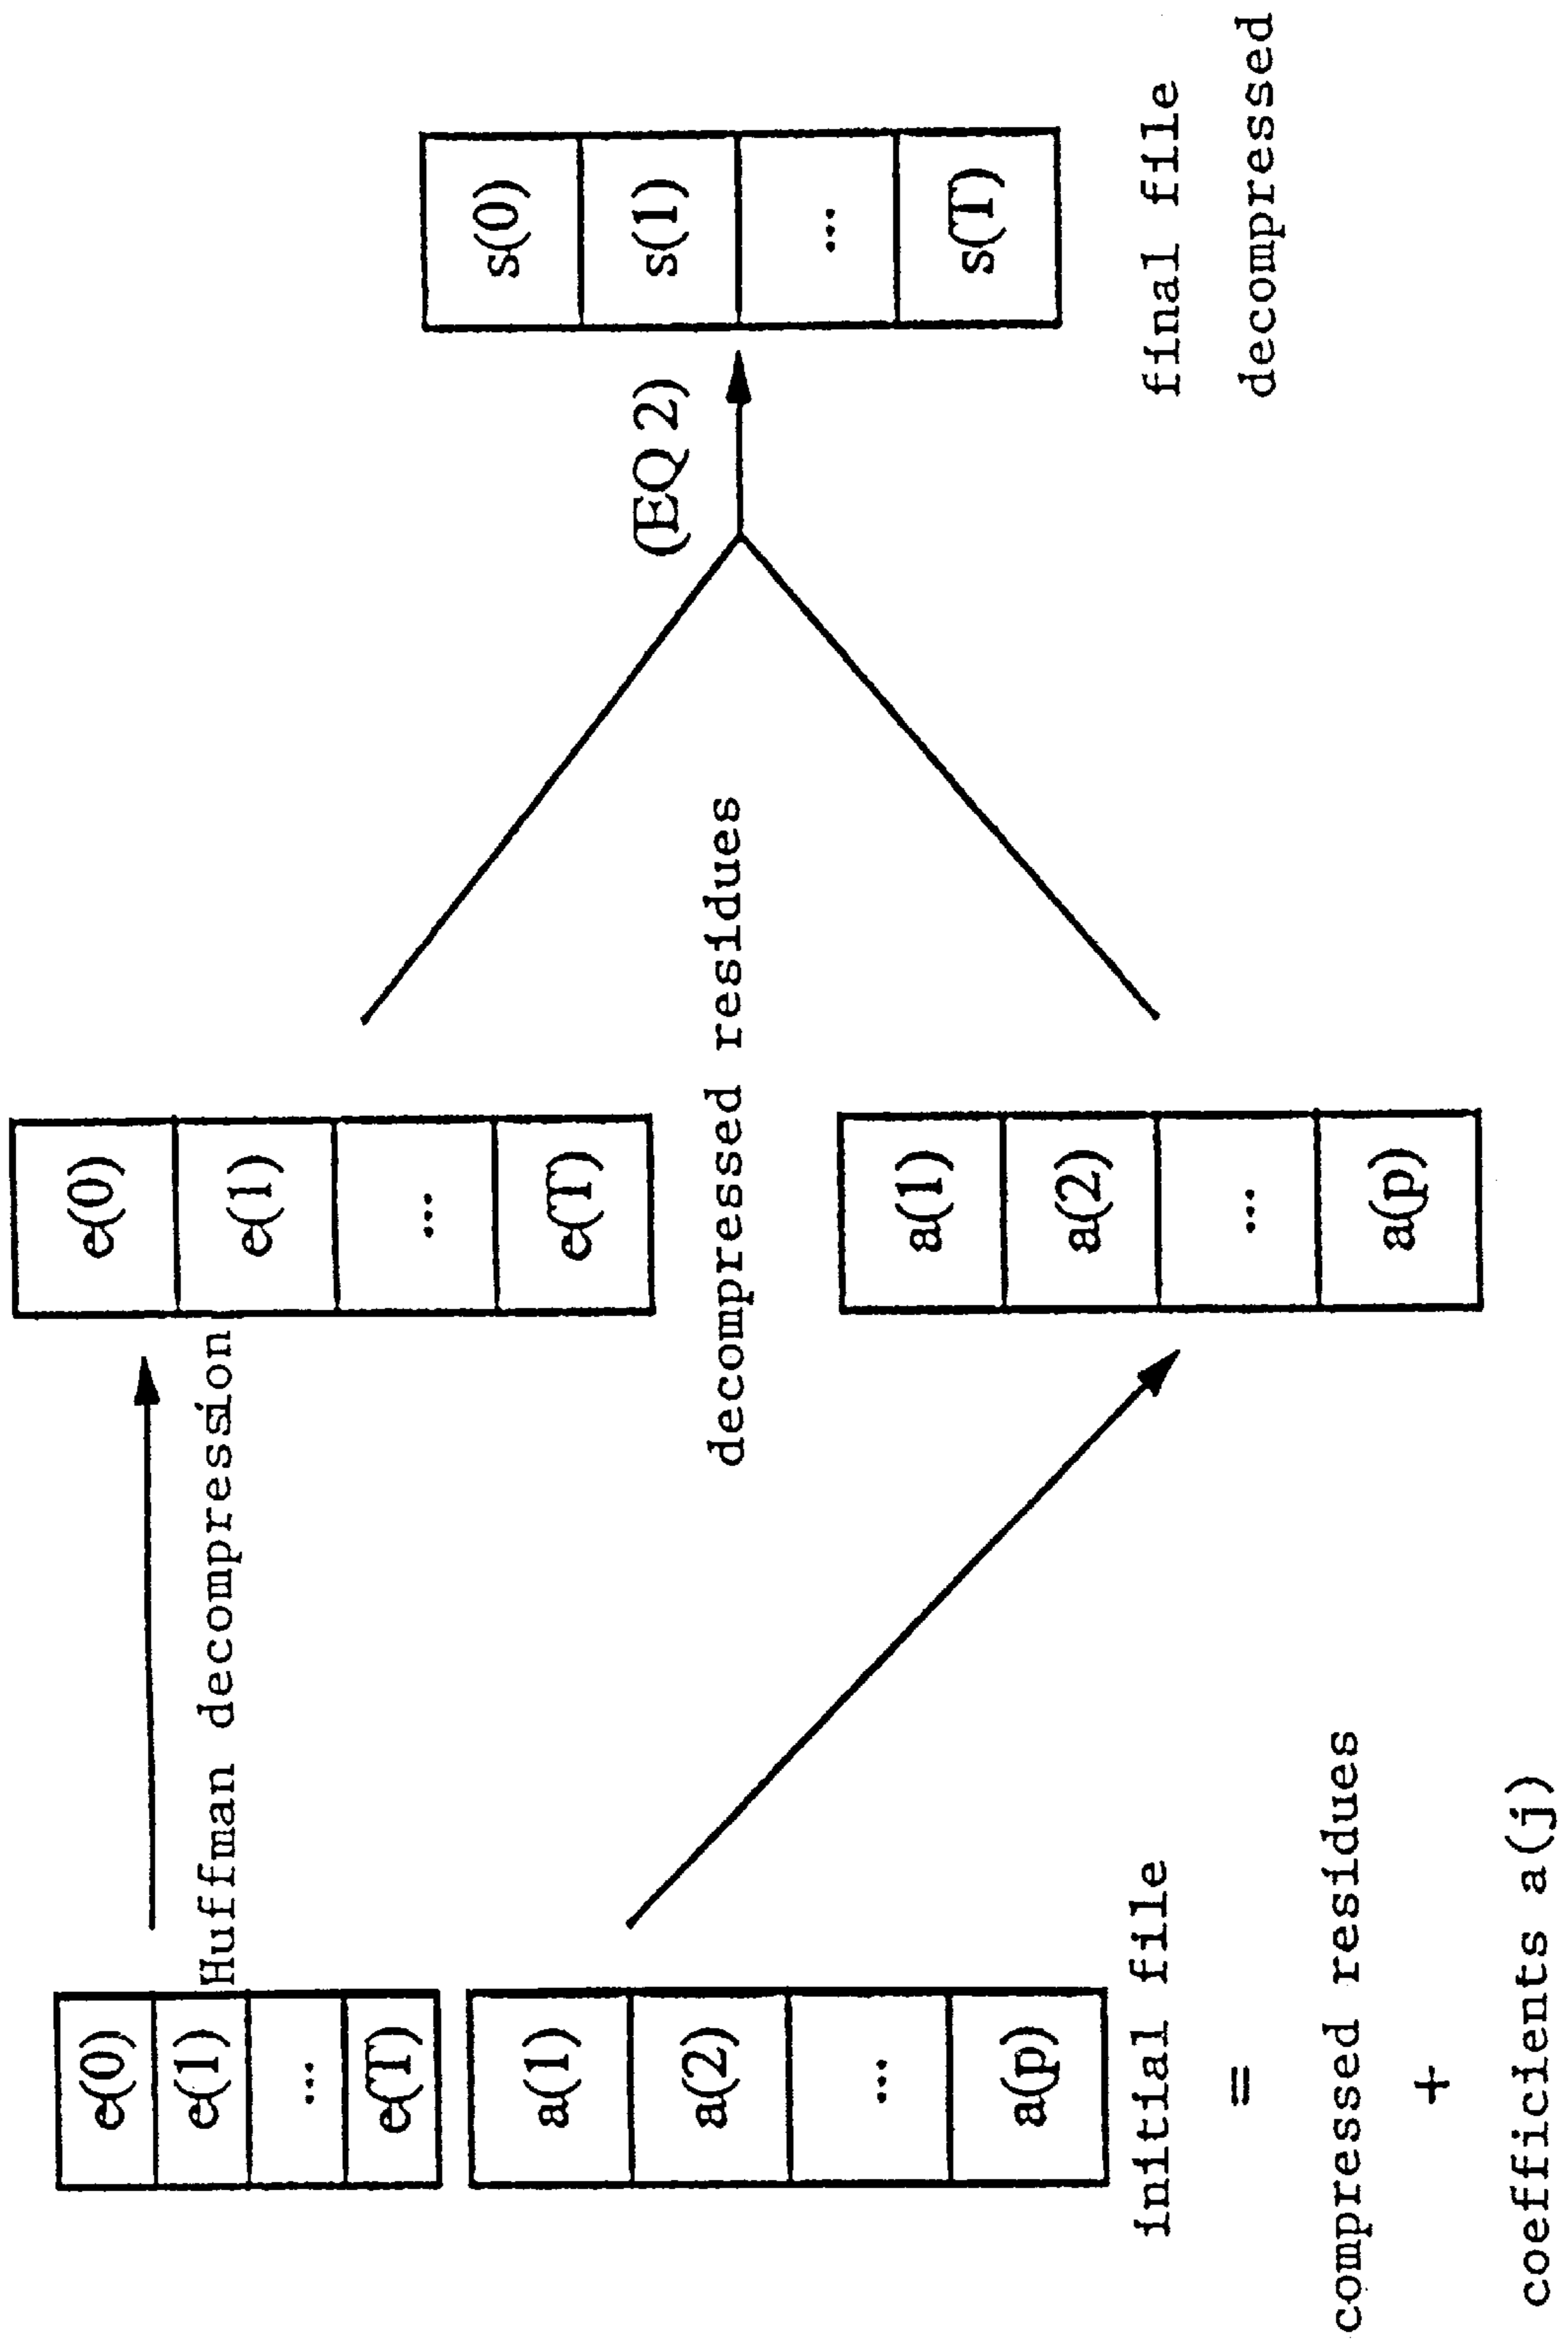 e(0)
e(1)
...
e(T)
a(1)
a(2)
...
a(p)
initial file
=
compressed residues
+
coefficients a(j)
Huffman decompression
e(0)
e(1)
...
e(T)
decompressed residues
a(1)
a(2)
...
a(p)
(EQ 2)
s(0)
s(1)
...
s(T)
final file
decompressed